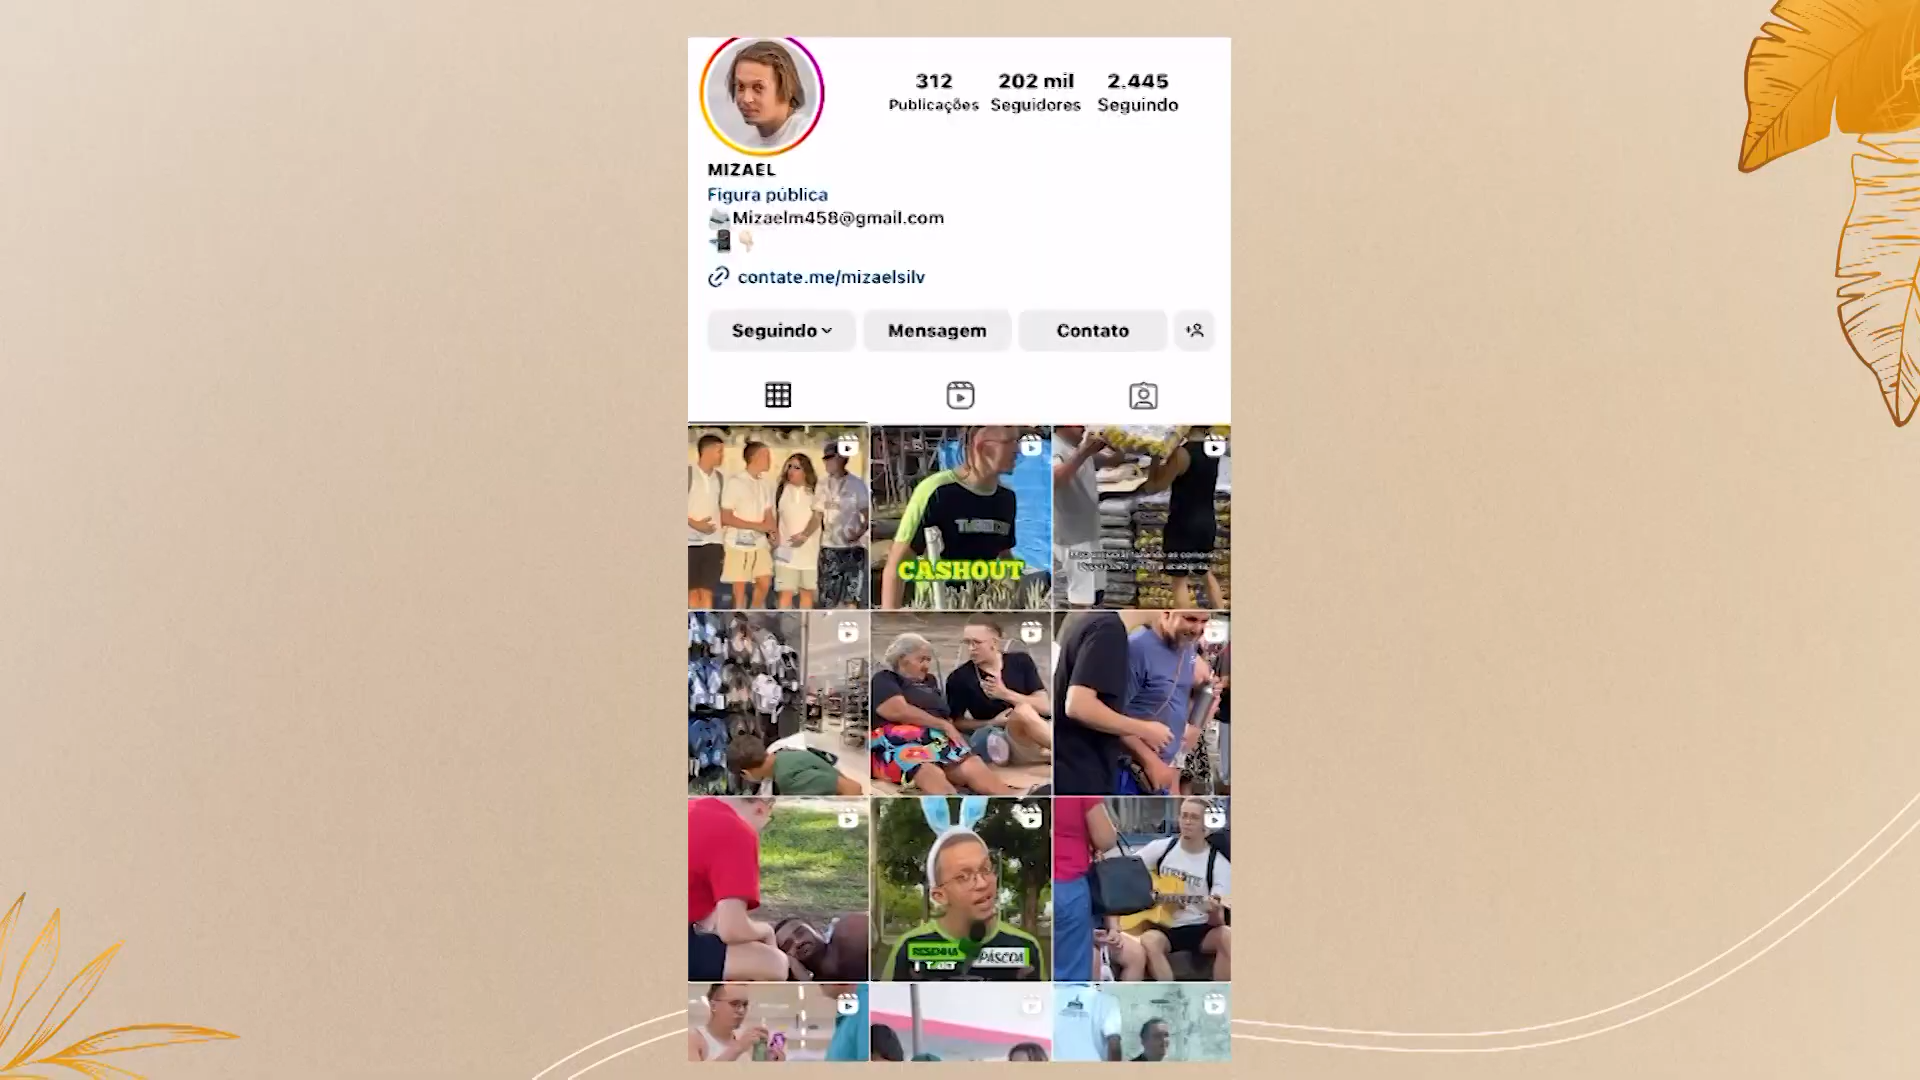 312 202 mil 2.445
Publicações Seguidores Seguindo
MIZAEL
Figura pública
Mizaelm458@gmail.com
contate.me/mizaelsilv
Seguindo Mensagem Contato
CASHOUT
RESENHA
PÁSCOA